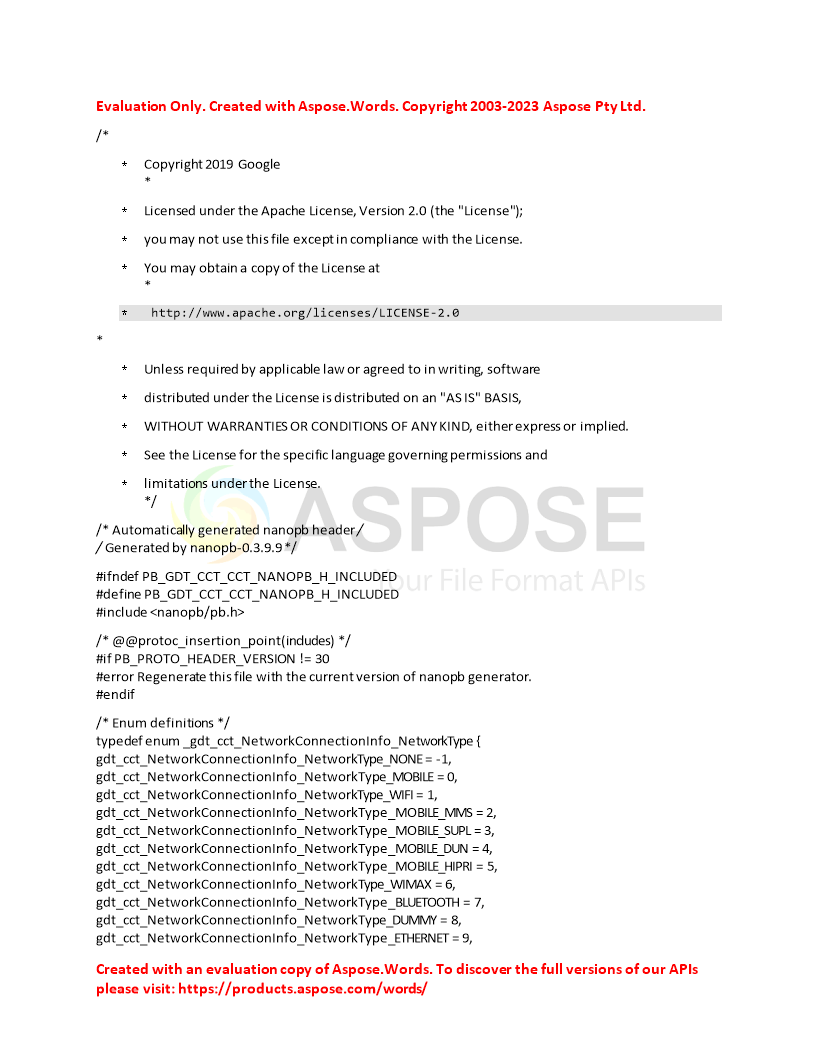 Evaluation Only. Created with Aspose.Words. Copyright 2003-2023 Aspose Pty Ltd.
/*
* Copyright 2019 Google
*
* Licensed under the Apache License, Version 2.0 (the "License");
* you may not use this file except in compliance with the License.
* You may obtain a copy of the License at
*
* http://www.apache.org/licenses/LICENSE-2.0
*
* Unless required by applicable law or agreed to in writing, software
* distributed under the License is distributed on an "AS IS" BASIS,
* WITHOUT WARRANTIES OR CONDITIONS OF ANY KIND, either express or implied.
* See the License for the specific language governing permissions and
* limitations under the License.
*/
ASPOSE
/* Automatically generated nanopb header /
/ Generated by nanopb-0.3.9.9 */
Your File Format APIs
#ifndef PB_GDT_CCT_CCT_NANOPB_H_INCLUDED
#define PB_GDT_CCT_CCT_NANOPB_H_INCLUDED
#include <nanopb/pb.h>
/* @@protoc_insertion_point(includes) */
#if PB_PROTO_HEADER_VERSION != 30
#error Regenerate this file with the current version of nanopb generator.
#endif
/* Enum definitions */
typedef enum _gdt_cct_NetworkConnectionInfo_NetworkType {
gdt_cct_NetworkConnectionInfo_NetworkType_NONE = -1,
gdt_cct_NetworkConnectionInfo_NetworkType_MOBILE = 0,
gdt_cct_NetworkConnectionInfo_NetworkType_WIFI = 1,
gdt_cct_NetworkConnectionInfo_NetworkType_MOBILE_MMS = 2,
gdt_cct_NetworkConnectionInfo_NetworkType_MOBILE_SUPL = 3,
gdt_cct_NetworkConnectionInfo_NetworkType_MOBILE_DUN = 4,
gdt_cct_NetworkConnectionInfo_NetworkType_MOBILE_HIPRI = 5,
gdt_cct_NetworkConnectionInfo_NetworkType_WIMAX = 6,
gdt_cct_NetworkConnectionInfo_NetworkType_BLUETOOTH = 7,
gdt_cct_NetworkConnectionInfo_NetworkType_DUMMY = 8,
gdt_cct_NetworkConnectionInfo_NetworkType_ETHERNET = 9,
Created with an evaluation copy of Aspose.Words. To discover the full versions of our APIs
please visit: https://products.aspose.com/words/